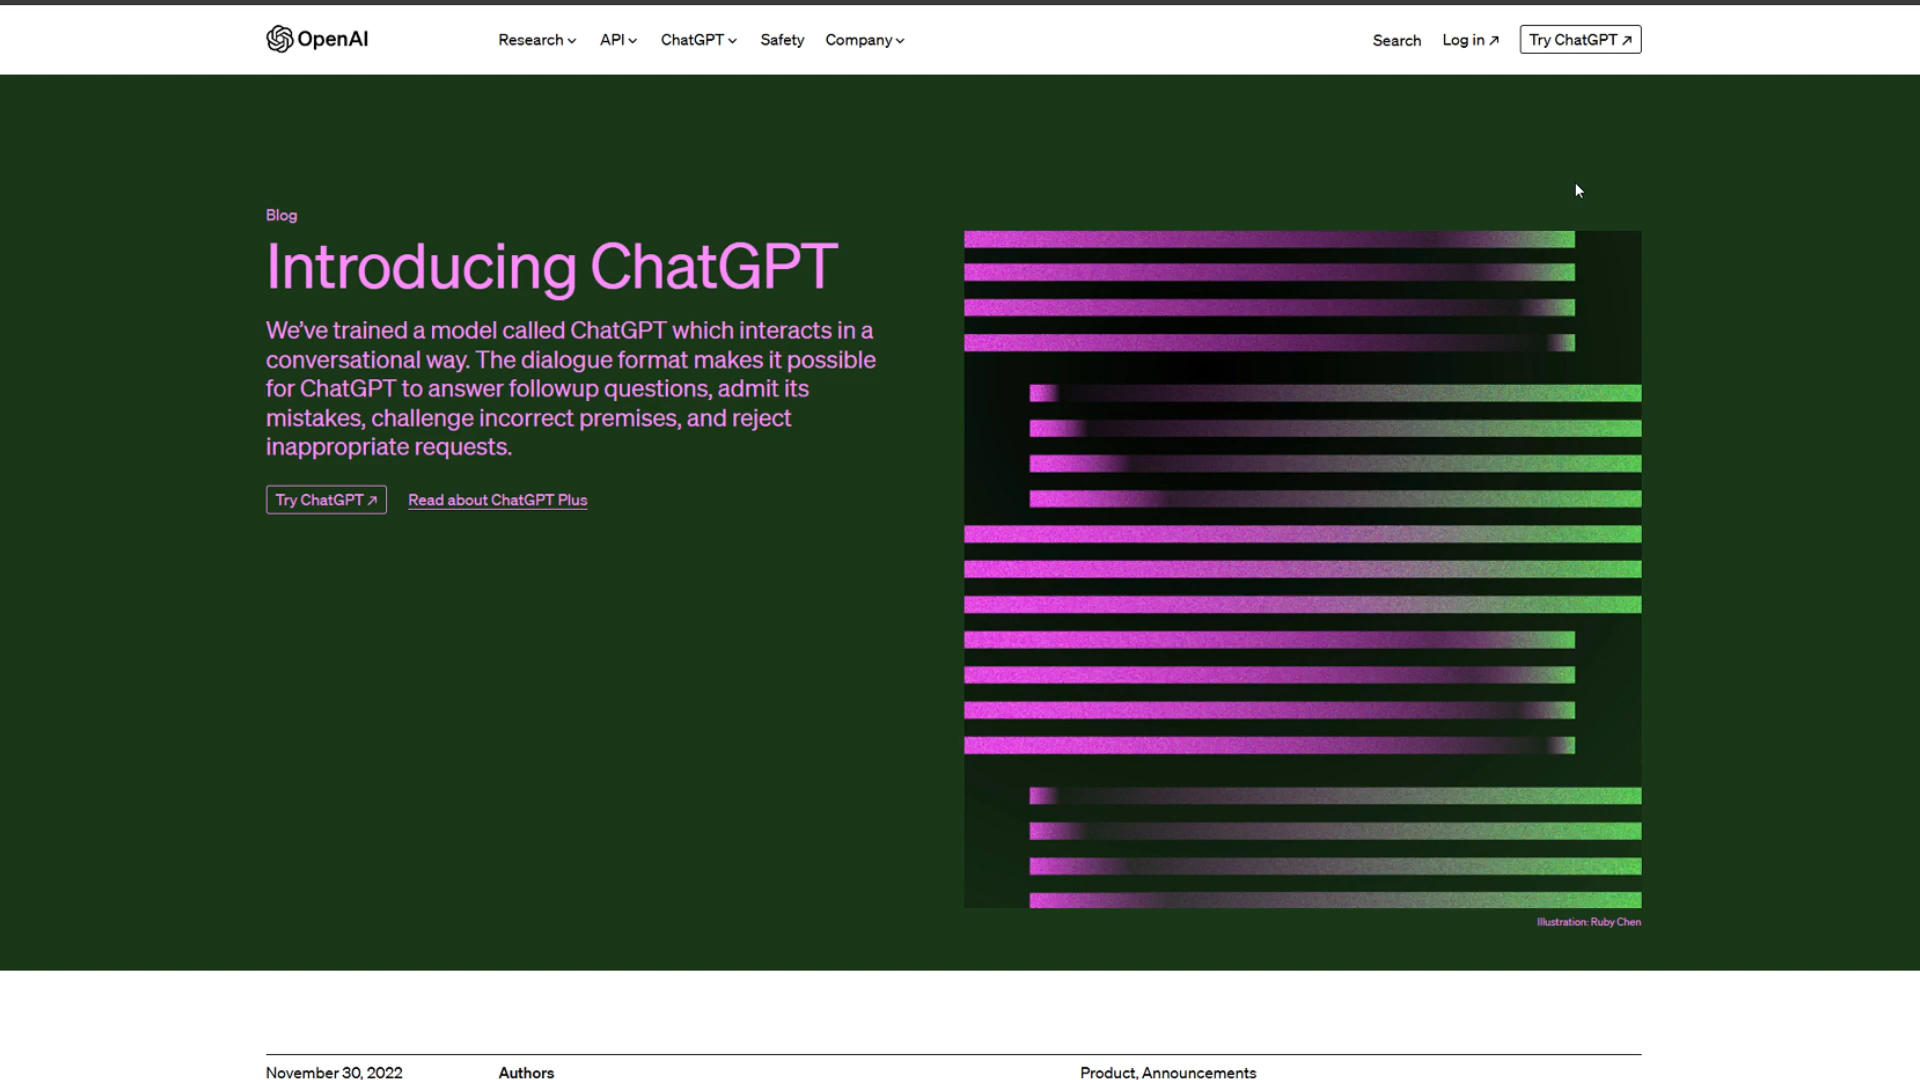 OpenAI
Research API ChatGPT Safety Company
Search Log in ↗ Try ChatGPT ↗
Blog
Introducing ChatGPT
We’ve trained a model called ChatGPT which interacts in a
conversational way. The dialogue format makes it possible
for ChatGPT to answer followup questions, admit its
mistakes, challenge incorrect premises, and reject
inappropriate requests.
Try ChatGPT ↗ Read about ChatGPT Plus
Illustration: Ruby Chen
November 30, 2022 Authors Product, Announcements